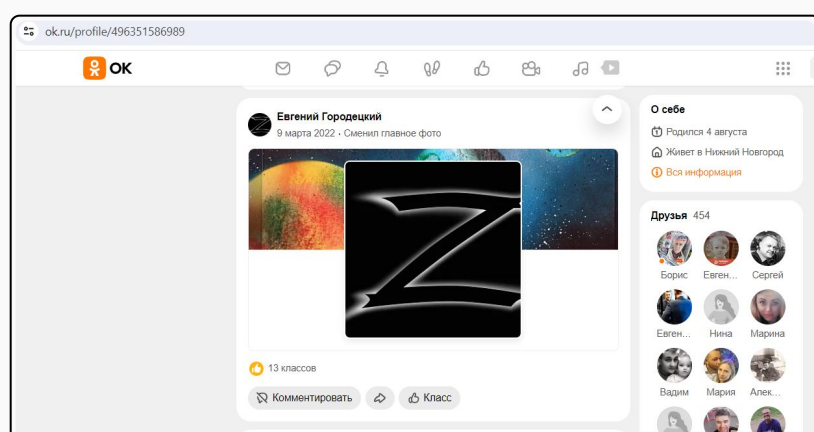 ok.ru/profile/496351586989
ОК
Евгений Городецкий
9 марта 2022 · Сменил главное фото
Z
13 классов
Комментировать
Класс
О себе
Родился 4 августа
Живет в Нижний Новгород
Вся информация
Друзья 454
Борис Евген... Сергей
Евген... Нина Марина
Вадим Мария Алек...